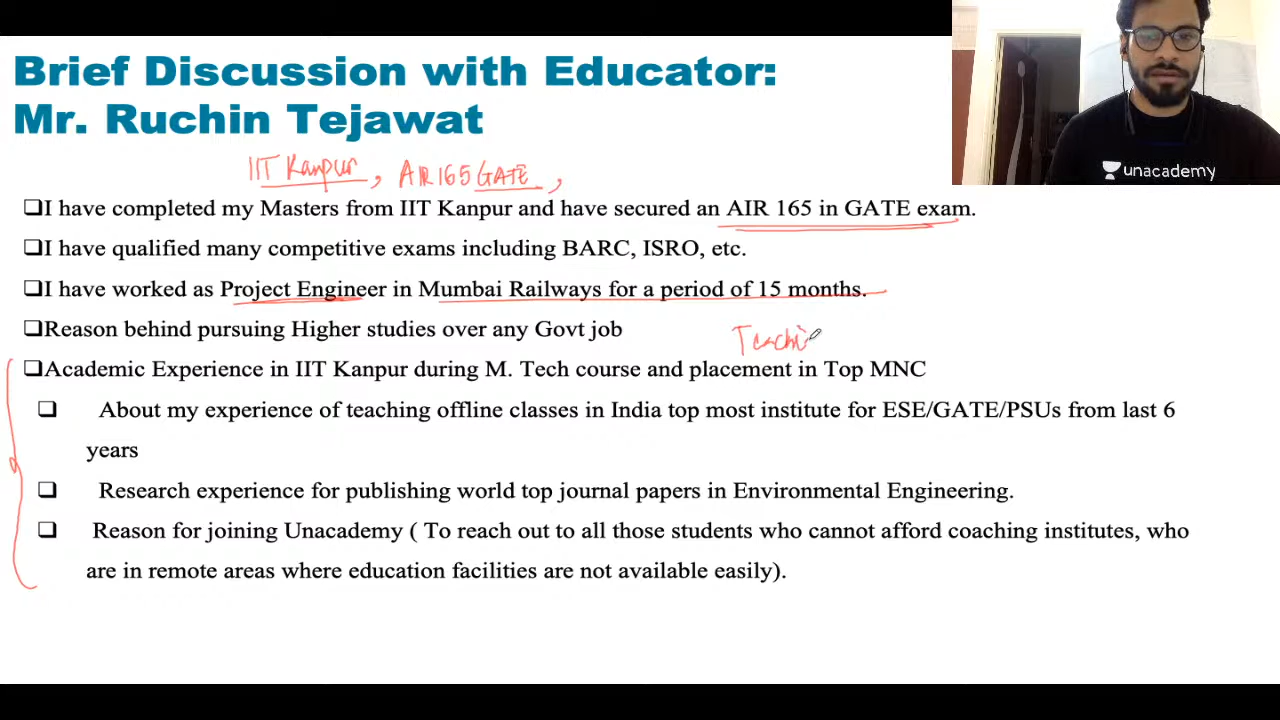 Brief Discussion with Educator:
Mr. Ruchin Tejawat
unacademy
IIT Kanpur, AIR 165 GATE,
❑I have completed my Masters from IIT Kanpur and have secured an AIR 165 in GATE exam.
❑I have qualified many competitive exams including BARC, ISRO, etc.
❑I have worked as Project Engineer in Mumbai Railways for a period of 15 months.
❑Reason behind pursuing Higher studies over any Govt job
Teachi
❑Academic Experience in IIT Kanpur during M. Tech course and placement in Top MNC
❑ About my experience of teaching offline classes in India top most institute for ESE/GATE/PSUs from last 6
years
❑ Research experience for publishing world top journal papers in Environmental Engineering.
❑ Reason for joining Unacademy ( To reach out to all those students who cannot afford coaching institutes, who
are in remote areas where education facilities are not available easily).